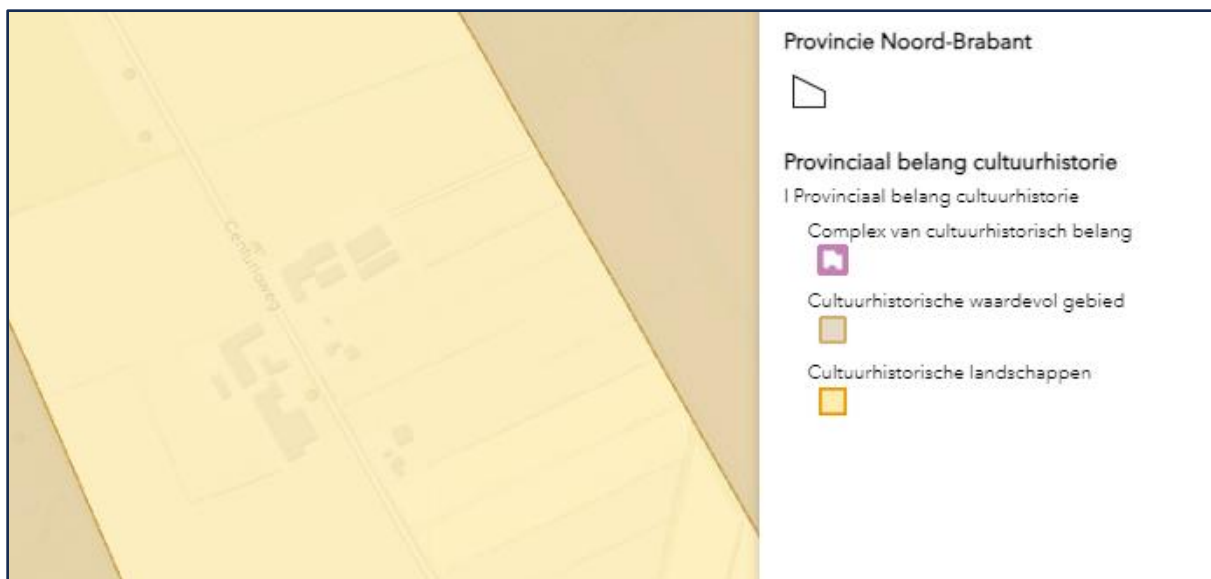 Centurioweg
Provincie Noord-Brabant
Provinciaal belang cultuurhistorie
I Provinciaal belang cultuurhistorie
Complex van cultuurhistorisch belang
Cultuurhistorische waardevol gebied
Cultuurhistorische landschappen